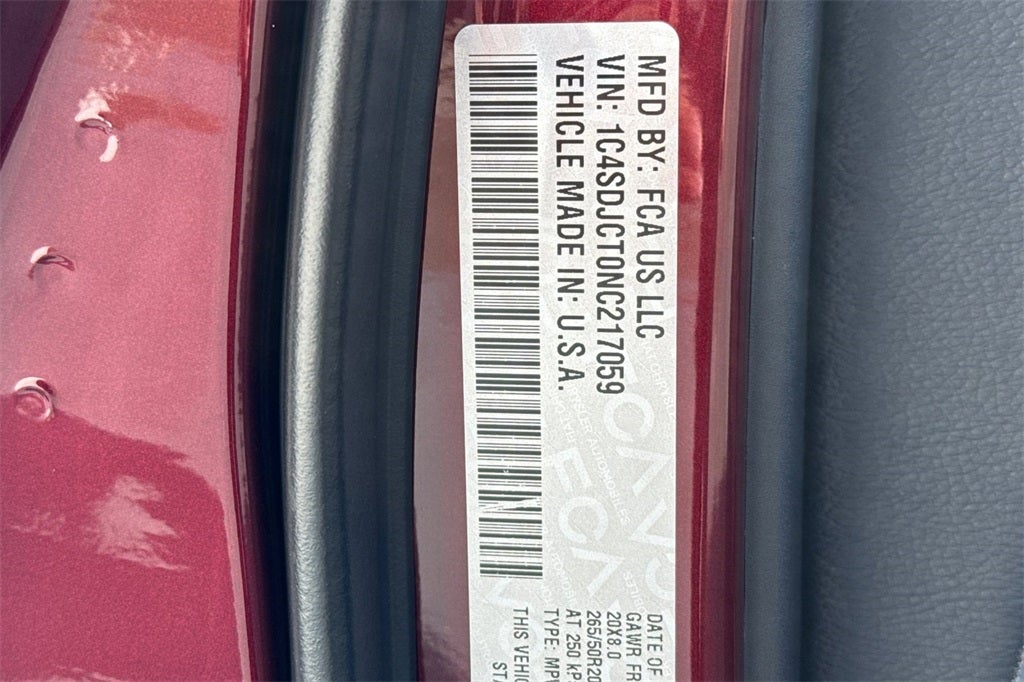 MFD BY: FCA US LLC
VIN: 1C4SDJCT0NC217059
VEHICLE MADE IN: U.S.A.
DATE OF
GAWR FR
20X8.0
265/50R20
AT 250 kP
TYPE: MP
THIS VEHIC
STA